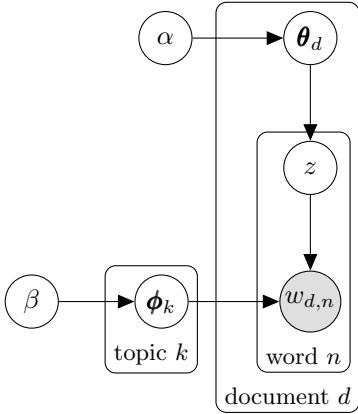 α θ_d
z
β ϕ_k w_{d,n}
topic k word n
document d